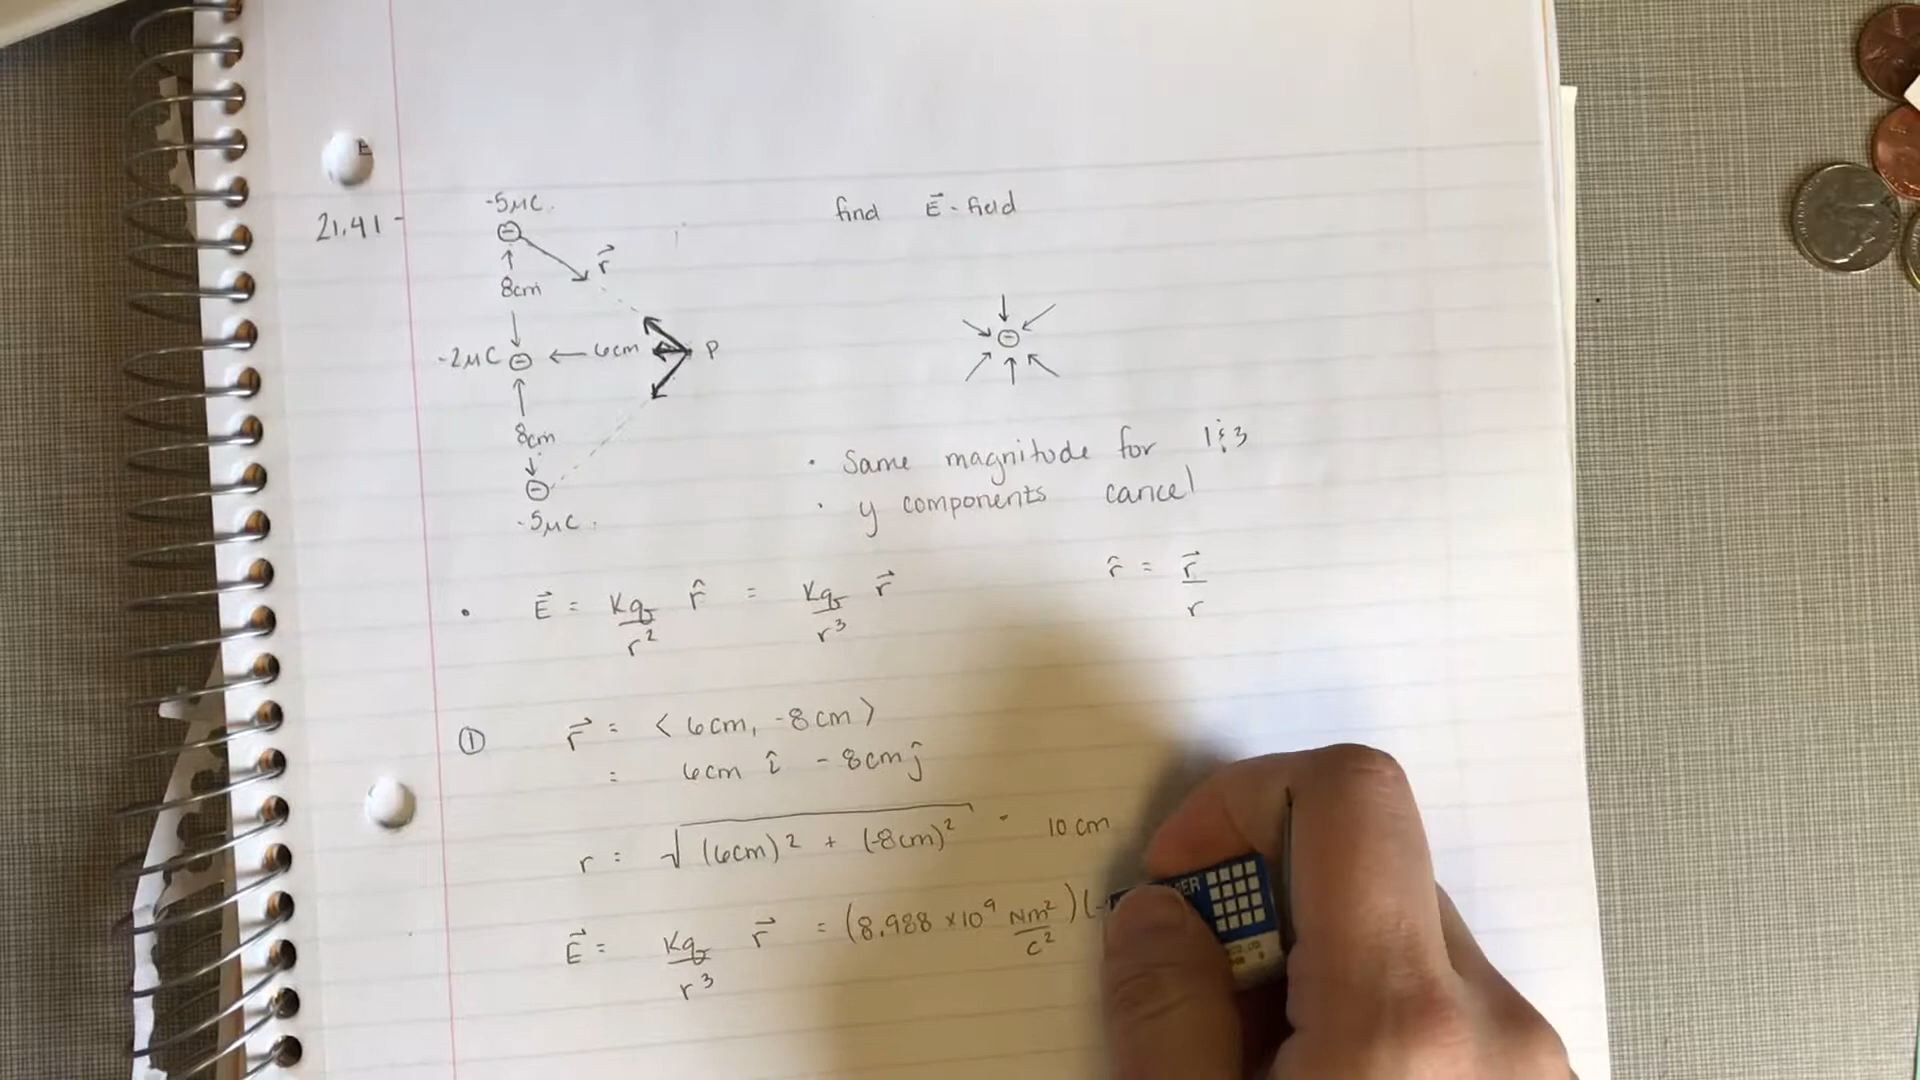 21.41 -
-5μC.
find E⃗ - field
⊖
r⃗
8cm
-2μC ⊖ ← 6cm P
⊖
8cm
⊖
-5μC.
· Same magnitude for 1 & 3
· y components cancel
• E⃗ = Kq/r² r̂ = Kq/r³ r⃗
r̂ = r⃗/r
① r⃗ = ⟨ 6cm, -8cm ⟩
= 6cm î - 8cm ĵ
r = √(6cm)² + (-8cm)² = 10 cm
E⃗ = Kq/r³ r⃗ = (8.988 ×10⁹ Nm²/C²)(-